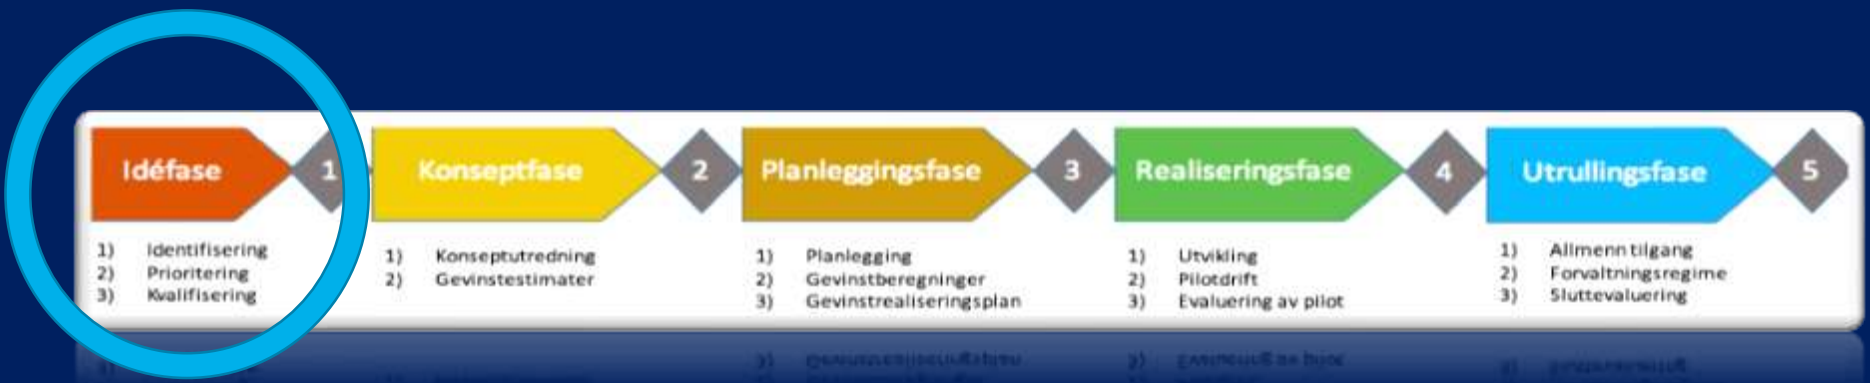 Idéfase
1
1) Identifisering
2) Prioritering
3) Kvalifisering
Konseptfase
2
1) Konseptutredning
2) Gevinstestimater
Planleggingsfase
3
1) Planlegging
2) Gevinstberegninger
3) Gevinstrealiseringsplan
Realiseringsfase
4
1) Utvikling
2) Pilotdrift
3) Evaluering av pilot
Utrullingsfase
5
1) Allmenn tilgang
2) Forvaltningsregime
3) Sluttevaluering